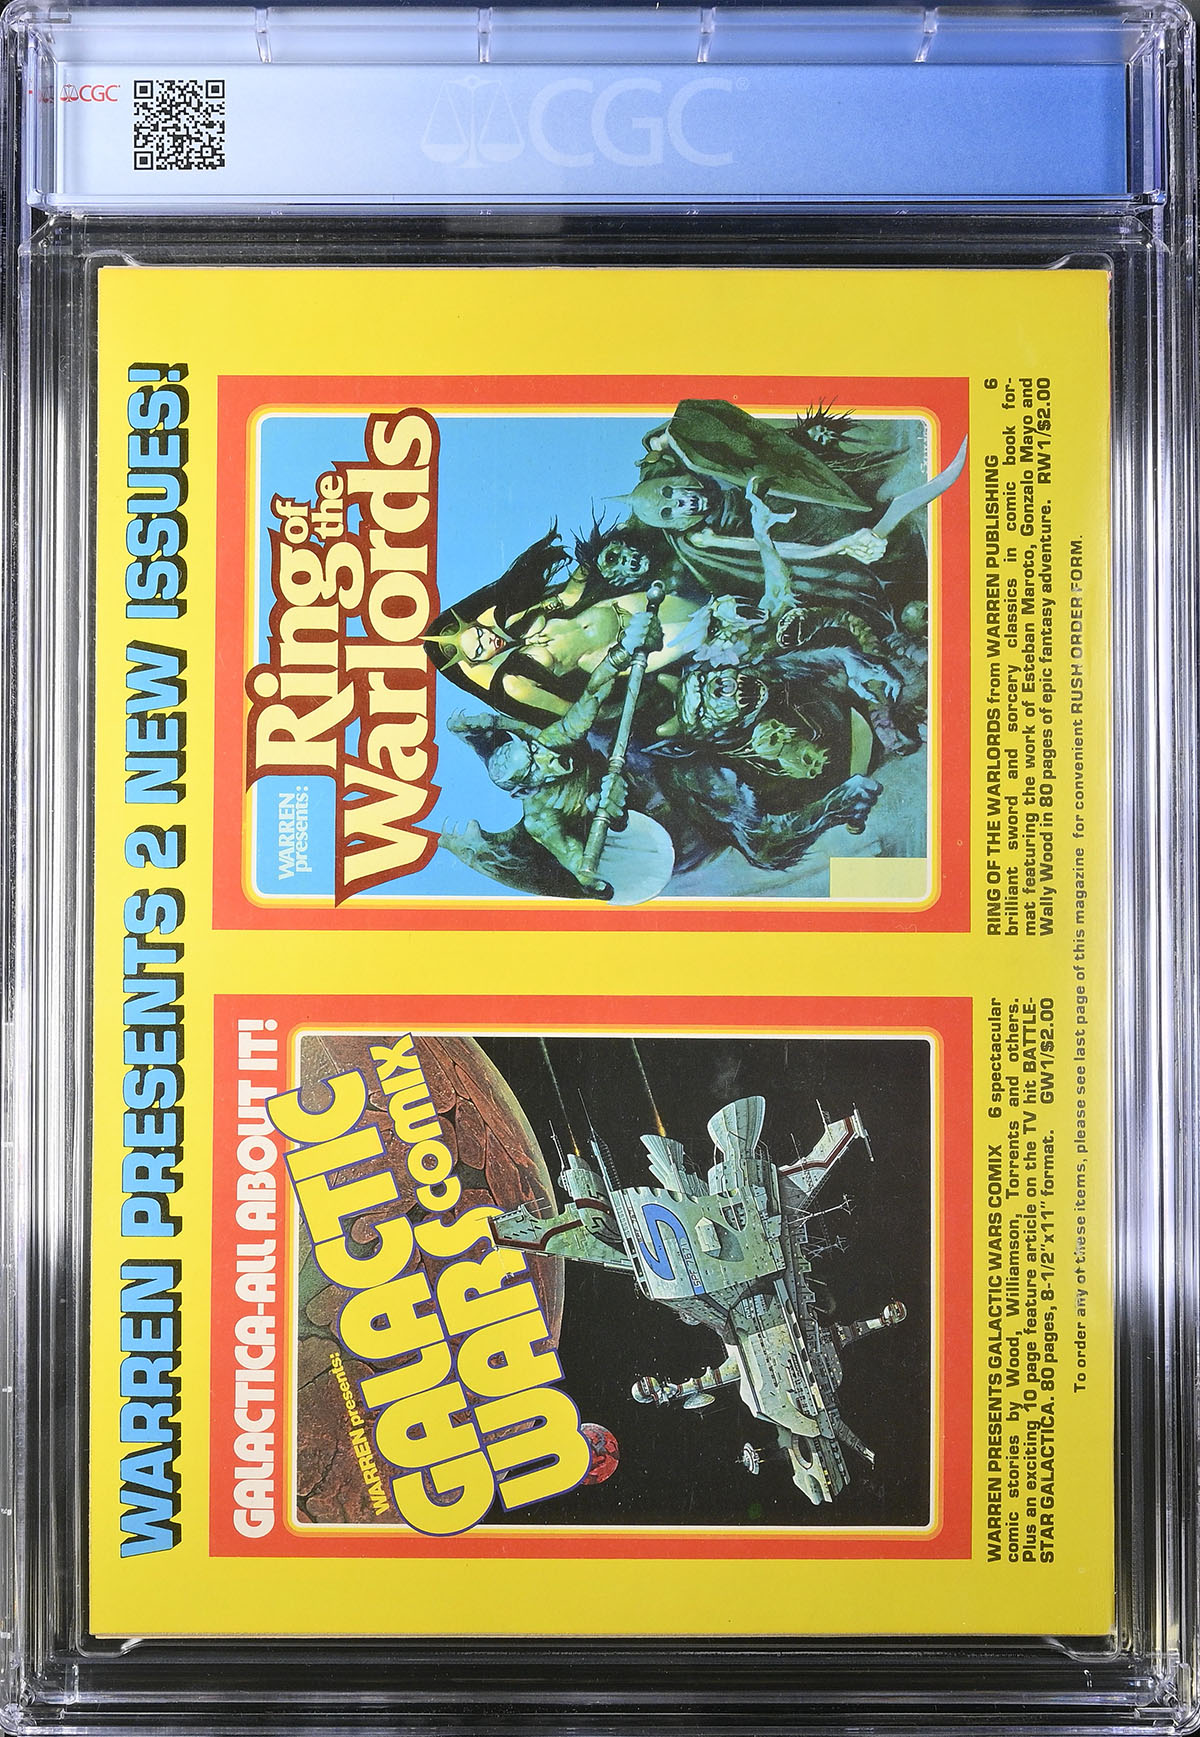 CGC
CGC
WARREN PRESENTS 2 NEW ISSUES!
GALACTICA-ALL ABOUT IT!
WARREN presents:
GALACTIC
WARS COMIX
SPF 7671
WARREN PRESENTS GALACTIC WARS COMIX 6 spectacular
comic stories by Wood, Williamson, Torrents and others.
Plus an exciting 10 page feature article on the TV hit BATTLE-
STAR GALACTICA. 80 pages, 8-1/2"x11" format. GW1/$2.00
WARREN
presents:
Ring of
the
Warlords
RING OF THE WARLORDS from WARREN PUBLISHING 6
brilliant sword and sorcery classics in comic book for-
mat featuring the work of Esteban Maroto, Gonzalo Mayo and
Wally Wood in 80 pages of epic fantasy adventure. RW1/$2.00
To order any of these items, please see last page of this magazine for convenient RUSH ORDER FORM.